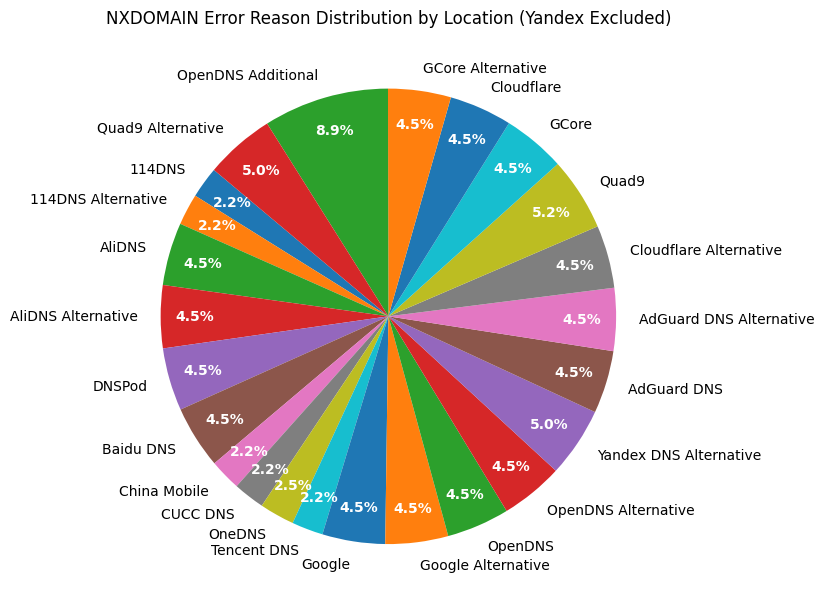 NXDOMAIN Error Reason Distribution by Location (Yandex Excluded)
GCore Alternative
4.5%
Cloudflare
4.5%
GCore
4.5%
Quad9
5.2%
Cloudflare Alternative
4.5%
AdGuard DNS Alternative
4.5%
AdGuard DNS
4.5%
Yandex DNS Alternative
5.0%
OpenDNS Alternative
4.5%
OpenDNS
4.5%
Google Alternative
4.5%
Google
4.5%
Tencent DNS
2.2%
OneDNS
2.5%
CUCC DNS
2.2%
China Mobile
2.2%
Baidu DNS
4.5%
DNSPod
4.5%
AliDNS Alternative
4.5%
AliDNS
4.5%
114DNS Alternative
2.2%
114DNS
2.2%
Quad9 Alternative
5.0%
OpenDNS Additional
8.9%